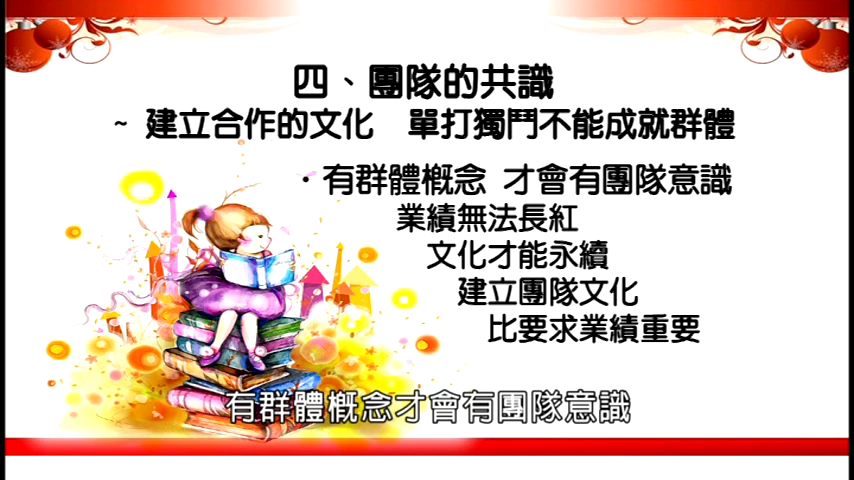 四、團隊的共識
~ 建立合作的文化 單打獨鬥不能成就群體
・有群體概念 才會有團隊意識
業績無法長紅
文化才能永續
建立團隊文化
比要求業績重要
有群體概念才會有團隊意識